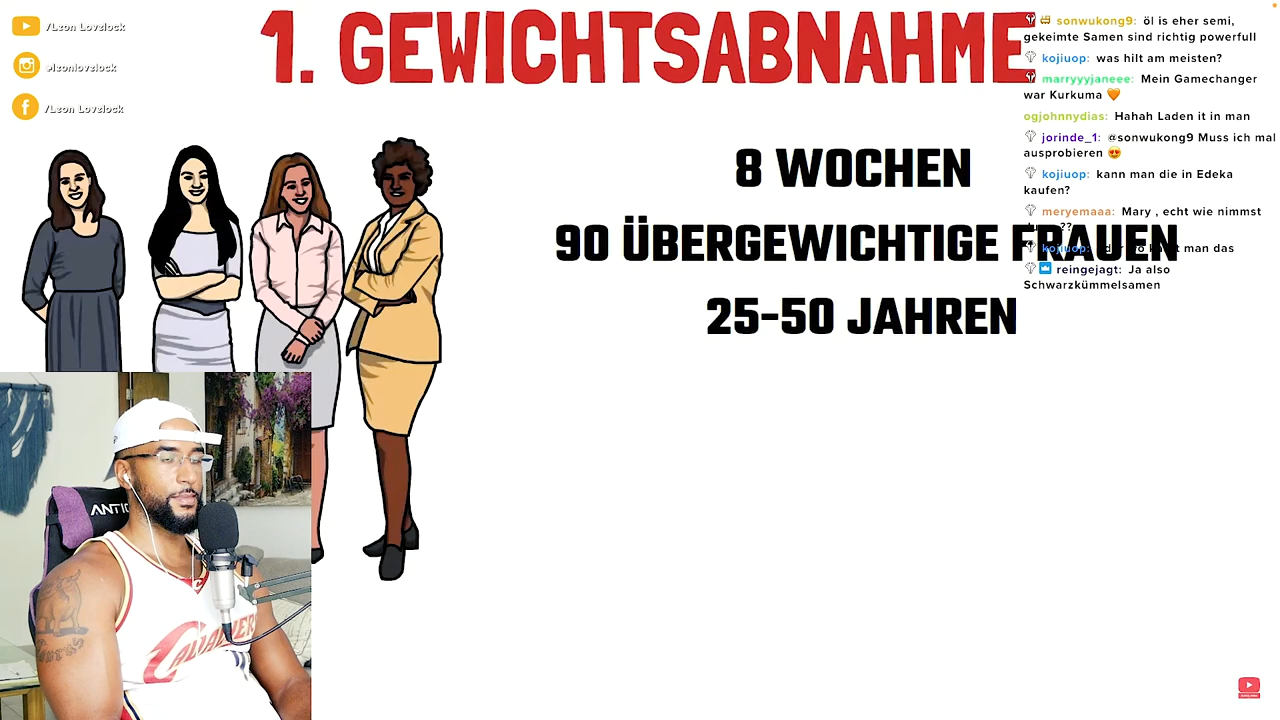 /Leon Lovelock
leonlovelock
/Leon Lovelock
1. GEWICHTSABNAHME
8 WOCHEN
90 ÜBERGEWICHTIGE FRAUEN
25-50 JAHREN
sonwukong9: öl is eher semi,
gekeimte Samen sind richtig powerfull
kojiuop: was hilt am meisten?
marryyyjaneee: Mein Gamechanger
war Kurkuma 🧡
ogjohnnydias: Hahah Laden it in man
jorinde_1: @sonwukong9 Muss ich mal
ausprobieren 😍
kojiuop: kann man die in Edeka
kaufen?
meryemaaa: Mary , echt wie nimmst
??
kojiuop: man das
reingejagt: Ja also
Schwarzkümmelsamen